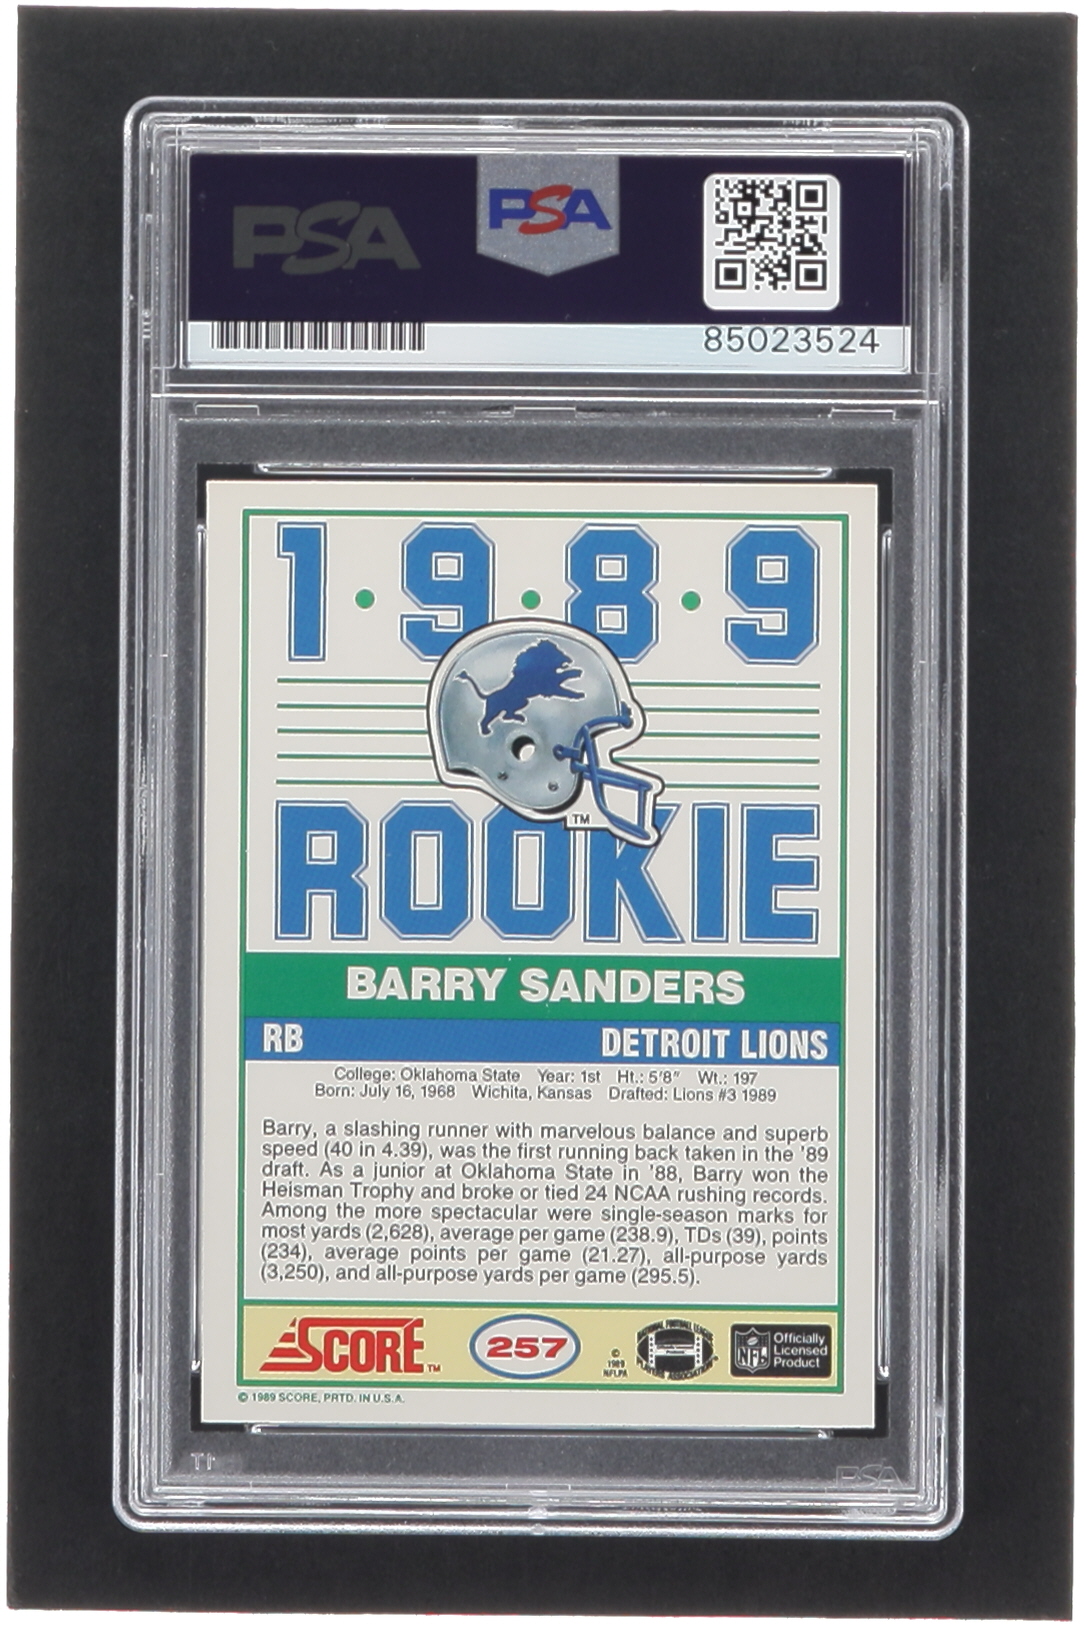 PSA
PSA
85023524
1·9·8·9
TM
ROOKIE
BARRY SANDERS
RB DETROIT LIONS
College: Oklahoma State Year: 1st Ht.: 5'8" Wt.: 197
Born: July 16, 1968 Wichita, Kansas Drafted: Lions #3 1989
Barry, a slashing runner with marvelous balance and superb
speed (40 in 4.39), was the first running back taken in the '89
draft. As a junior at Oklahoma State in '88, Barry won the
Heisman Trophy and broke or tied 24 NCAA rushing records.
Among the more spectacular were single-season marks for
most yards (2,628), average per game (238.9), TDs (39), points
(234), average points per game (21.27), all-purpose yards
(3,250), and all-purpose yards per game (295.5).
SCORE TM
257
© 1989 NFLPA
NFL
Officially
Licensed
Product
© 1989 SCORE, PRTD. IN U.S.A.
PSA